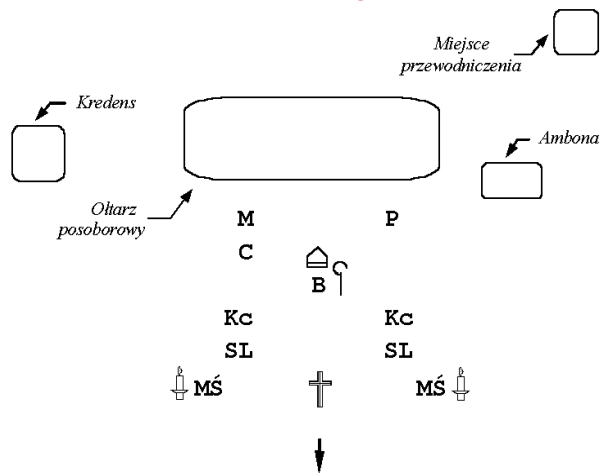 Miejsce
przewodniczenia
Kredens
Ambona
Ołtarz
posoborowy
M P
C
B
Kc Kc
SL SL
MŚ MŚ